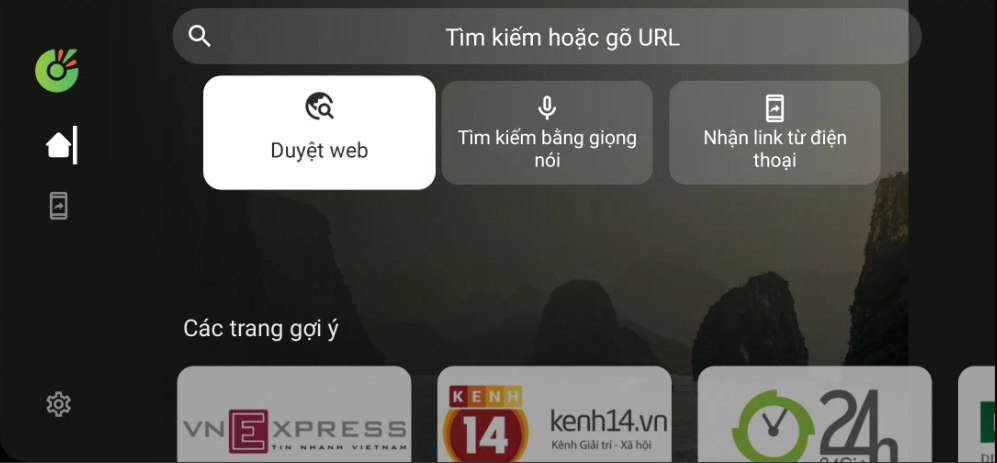 Tìm kiếm hoặc gõ URL
Duyệt web
Tìm kiếm bằng giọng
nói
Nhận link từ điện
thoại
Các trang gợi ý
VNEXPRESS
TIN NHANH VIETNAM
KENH
14
kenh14.vn
Kênh Giải trí - Xã hội
24h